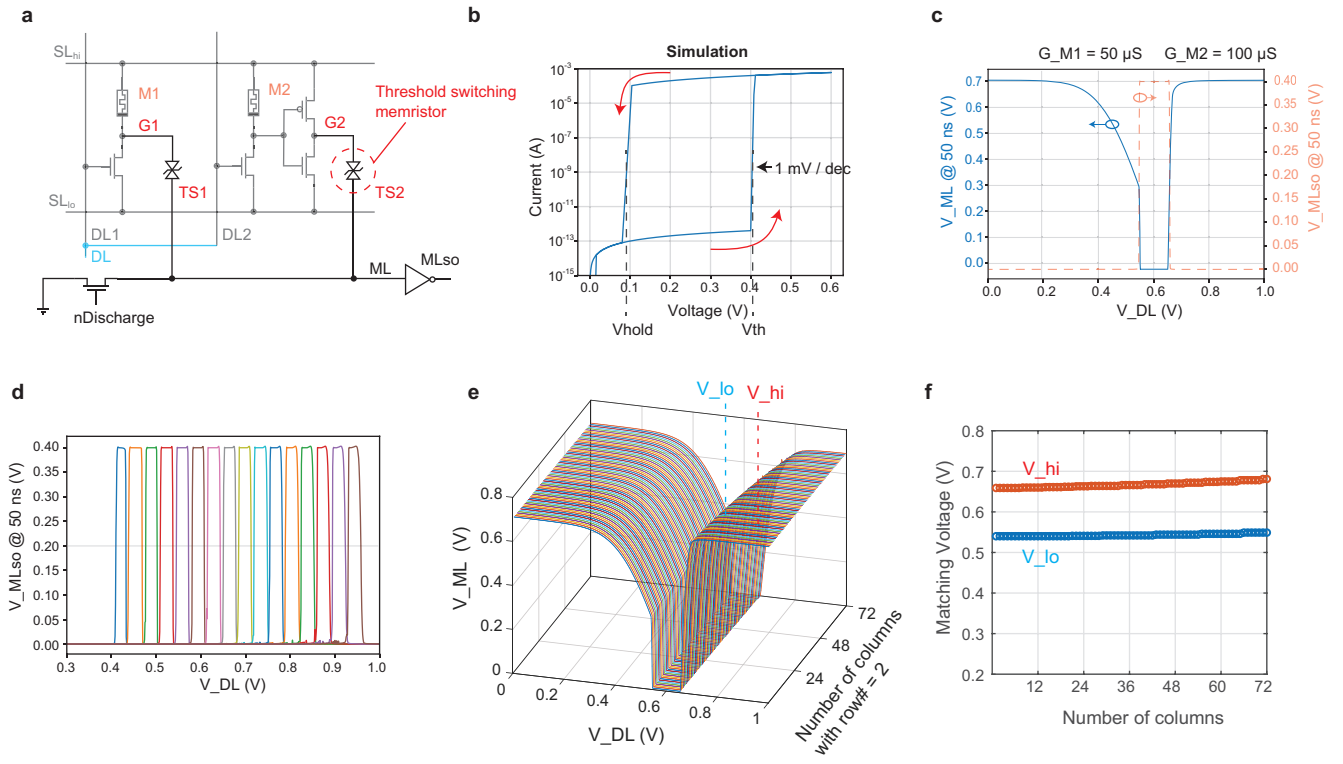 a
SL_hi
M1
M2
G1
G2
Threshold switching
memristor
TS1
TS2
SL_lo
DL1
DL2
DL
ML
MLso
nDischarge
b
Simulation
Current (A)
10^-3
10^-5
10^-7
10^-9
10^-11
10^-13
10^-15
1 mV / dec
0.0 0.1 0.2 0.3 0.4 0.5 0.6
Voltage (V)
Vhold
Vth
c
G_M1 = 50 µS G_M2 = 100 µS
V_ML @ 50 ns (V)
0.7
0.6
0.5
0.4
0.3
0.2
0.1
0.0
V_MLso @ 50 ns (V)
0.40
0.35
0.30
0.25
0.20
0.15
0.10
0.05
0.00
0.0 0.2 0.4 0.6 0.8 1.0
V_DL (V)
d
V_MLso @ 50 ns (V)
0.40
0.35
0.30
0.25
0.20
0.15
0.10
0.05
0.00
0.3 0.4 0.5 0.6 0.7 0.8 0.9 1.0
V_DL (V)
e
V_lo
V_hi
V_ML (V)
0.8
0.6
0.4
0.2
0
0 0.2 0.4 0.6 0.8 1
V_DL (V)
72
48
24
Number of columns
with row# = 2
f
Matching Voltage (V)
0.8
0.7
0.6
0.5
0.4
0.3
0.2
V_hi
V_lo
12 24 36 48 60 72
Number of columns